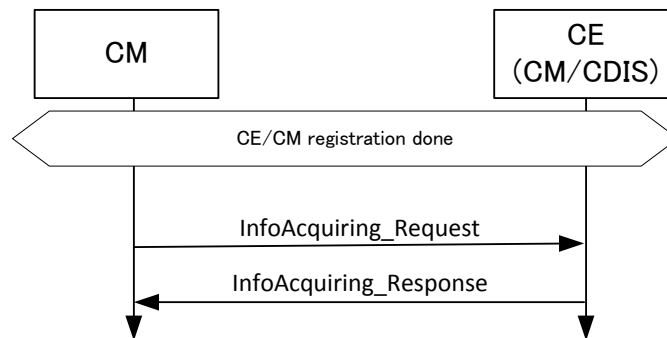 CM
CE
(CM/CDIS)
CE/CM registration done
InfoAcquiring_Request
InfoAcquiring_Response